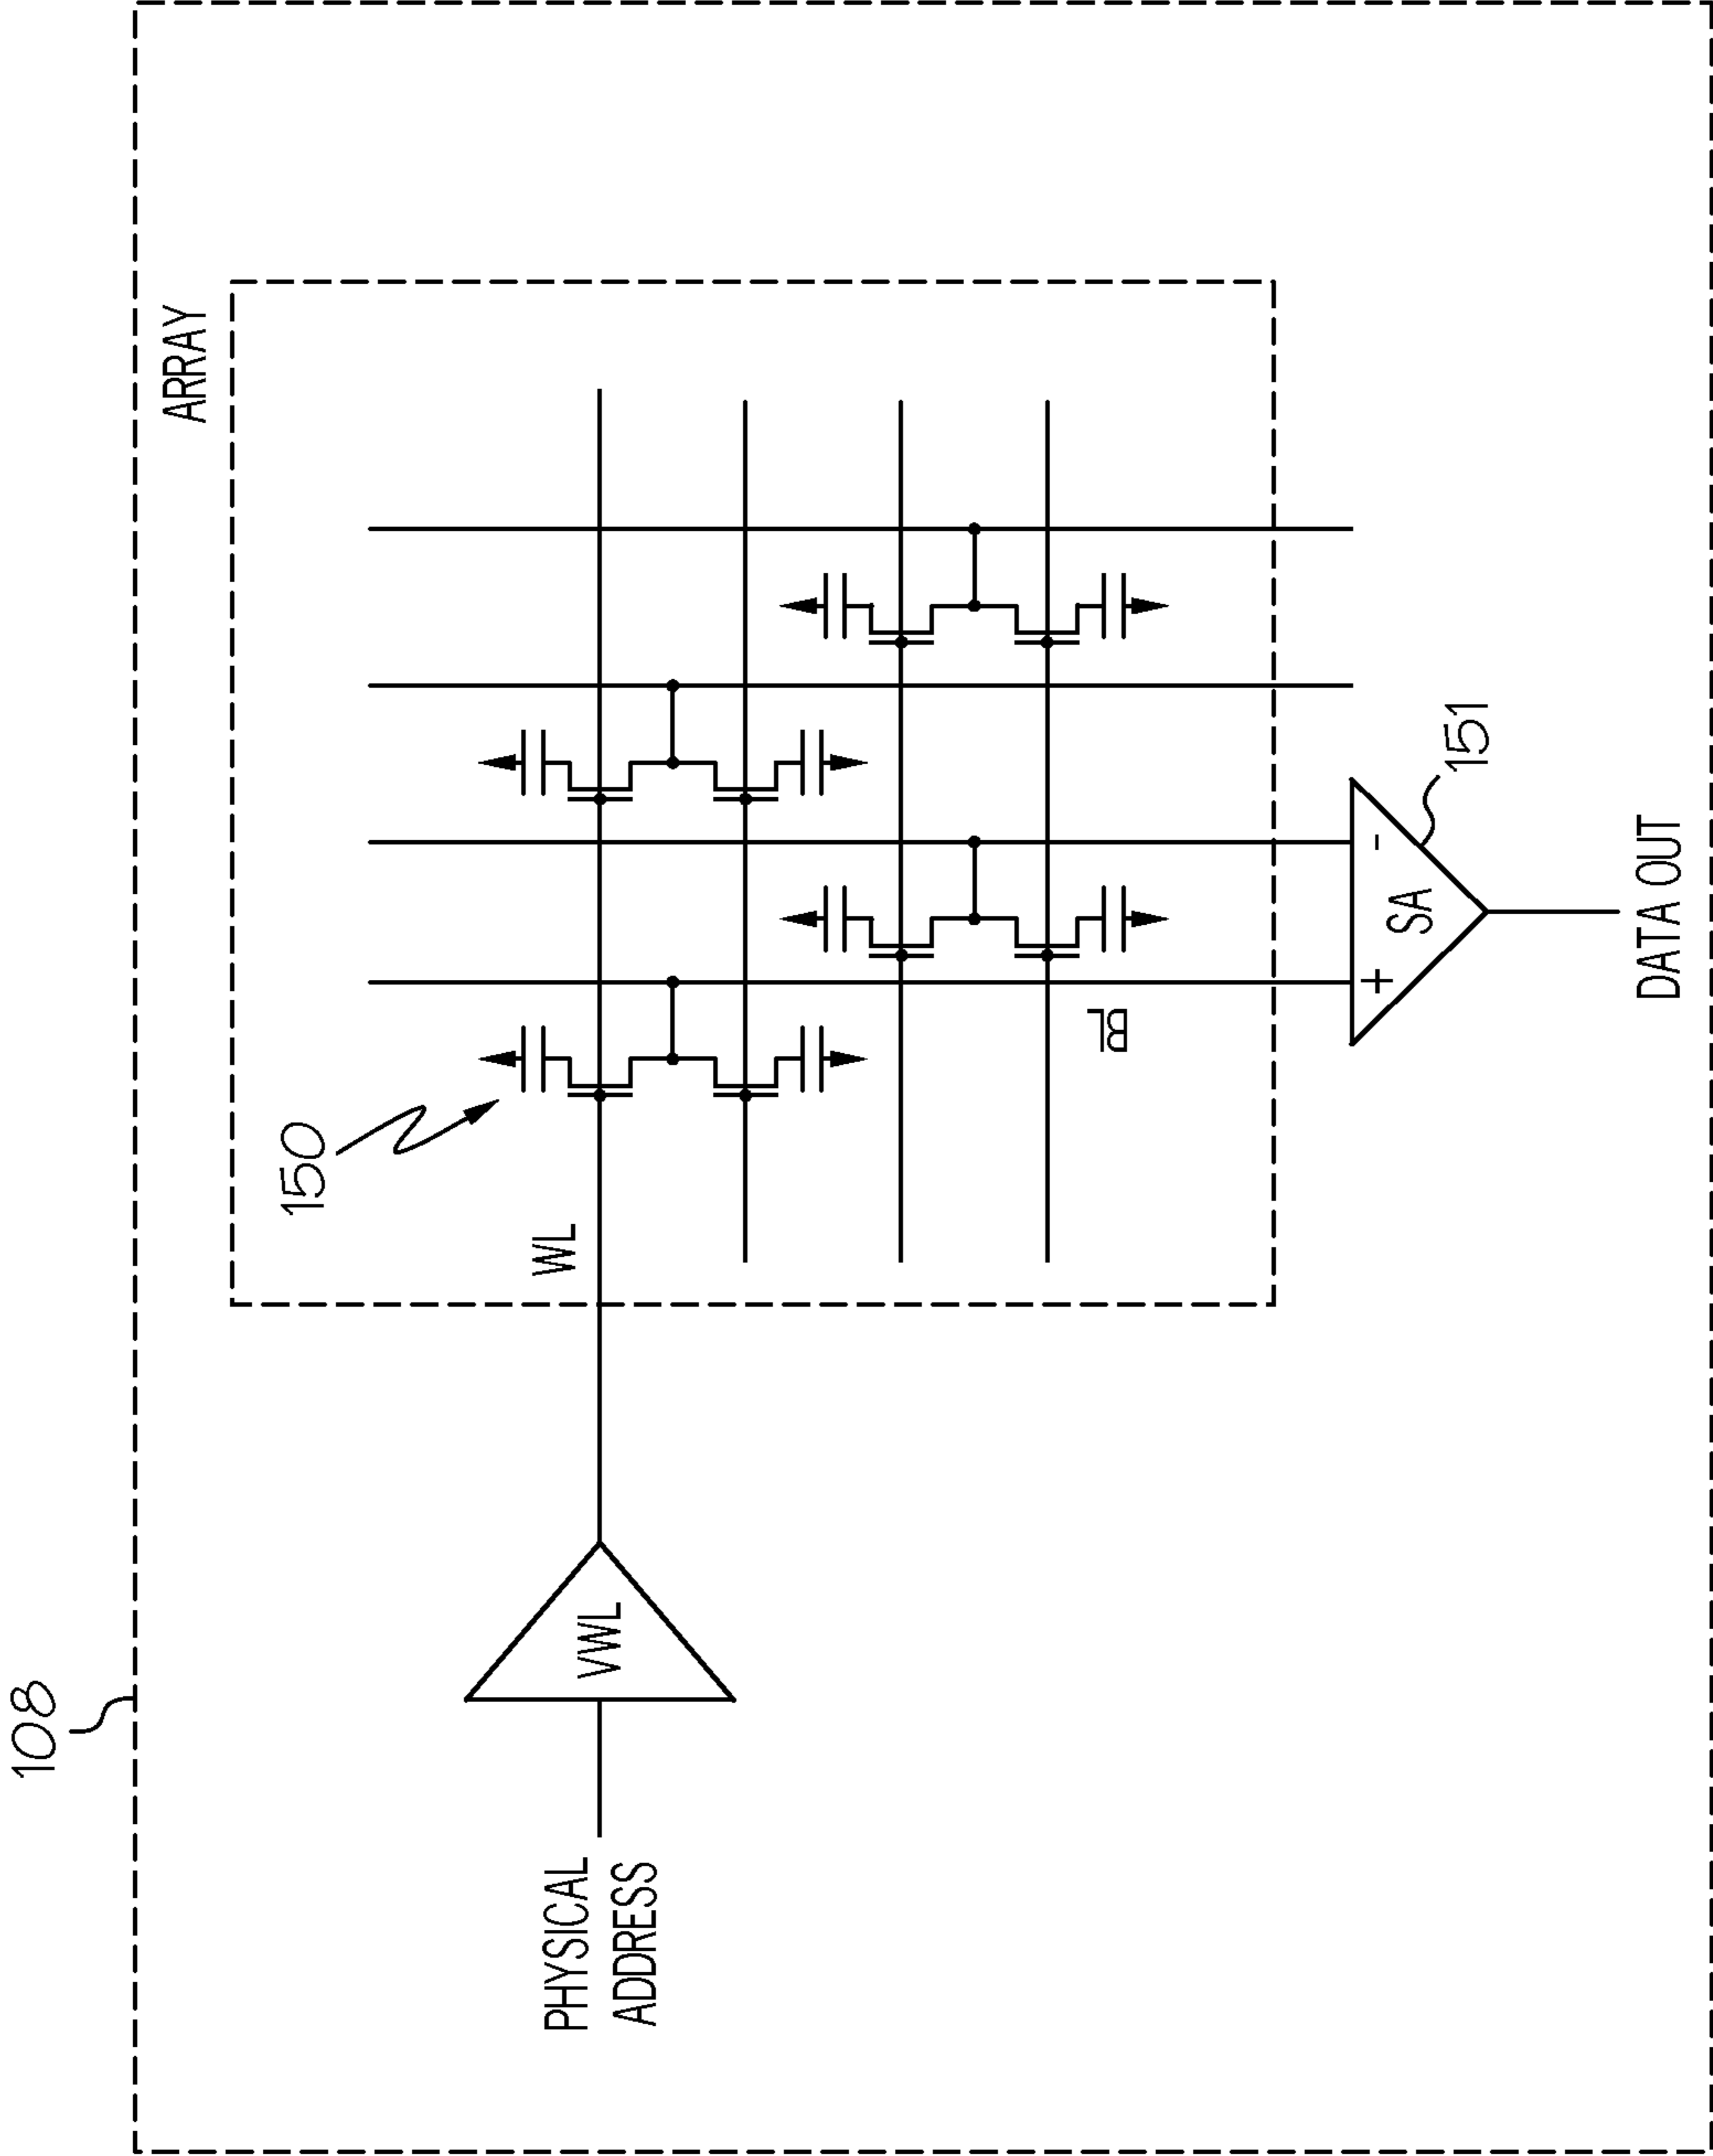 108
ARRAY
150
WL
PHYSICAL
ADDRESS
VWL
BL
+ -
SA
151
DATA OUT